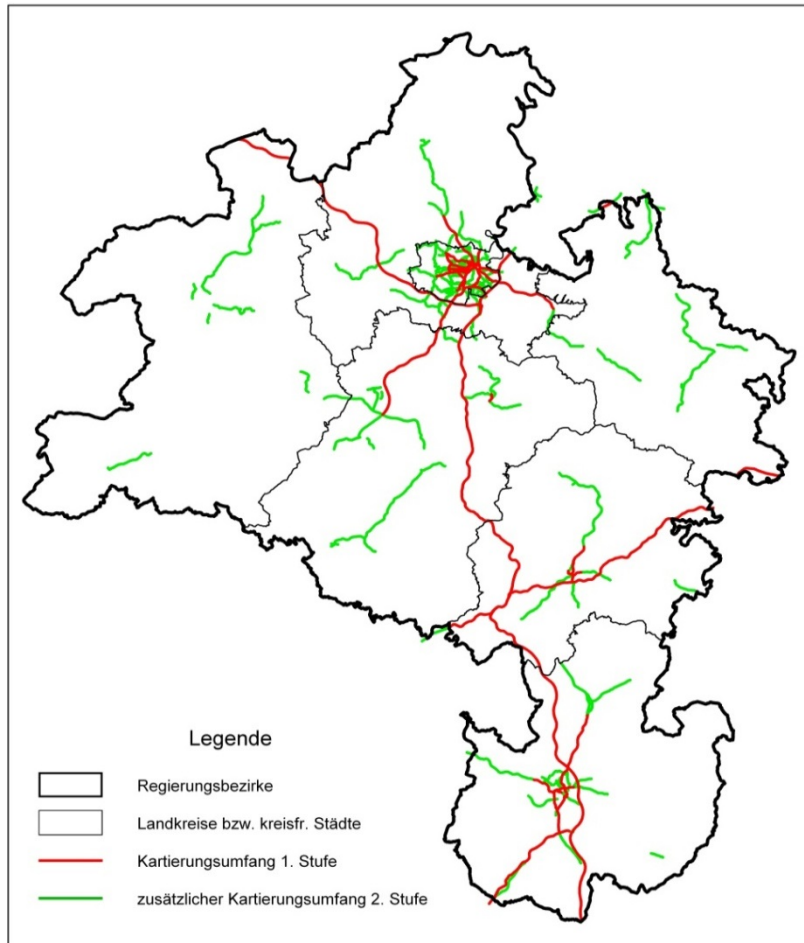 Legende
Regierungsbezirke
Landkreise bzw. kreisfr. Städte
Kartierungsumfang 1. Stufe
zusätzlicher Kartierungsumfang 2. Stufe